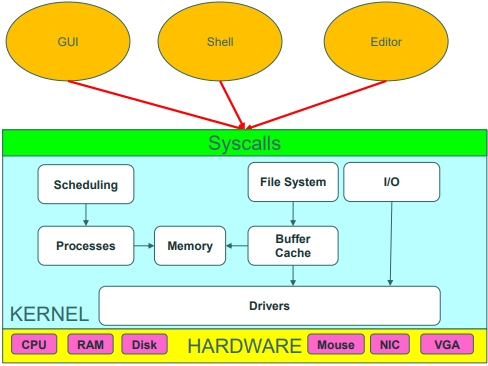 GUI
Shell
Editor
Syscalls
Scheduling
File System
I/O
Processes
Memory
Buffer
Cache
Drivers
KERNEL
CPU
RAM
Disk
HARDWARE
Mouse
NIC
VGA